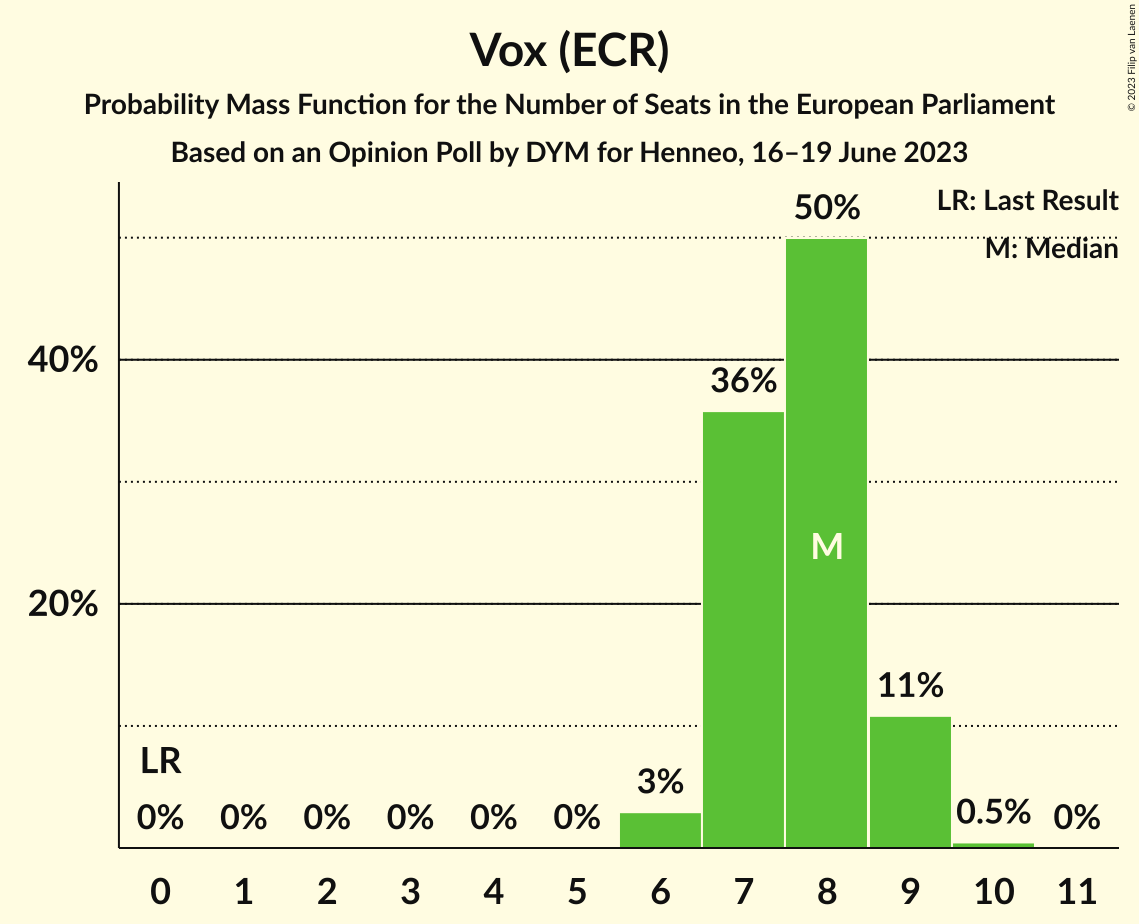 Vox (ECR)
Probability Mass Function for the Number of Seats in the European Parliament
Based on an Opinion Poll by DYM for Henneo, 16–19 June 2023
© 2023 Filip van Laenen
LR: Last Result
M: Median
50%
40%
36%
M
20%
11%
LR
3%
0.5%
0% 0% 0% 0% 0% 0% 0%
0 1 2 3 4 5 6 7 8 9 10 11